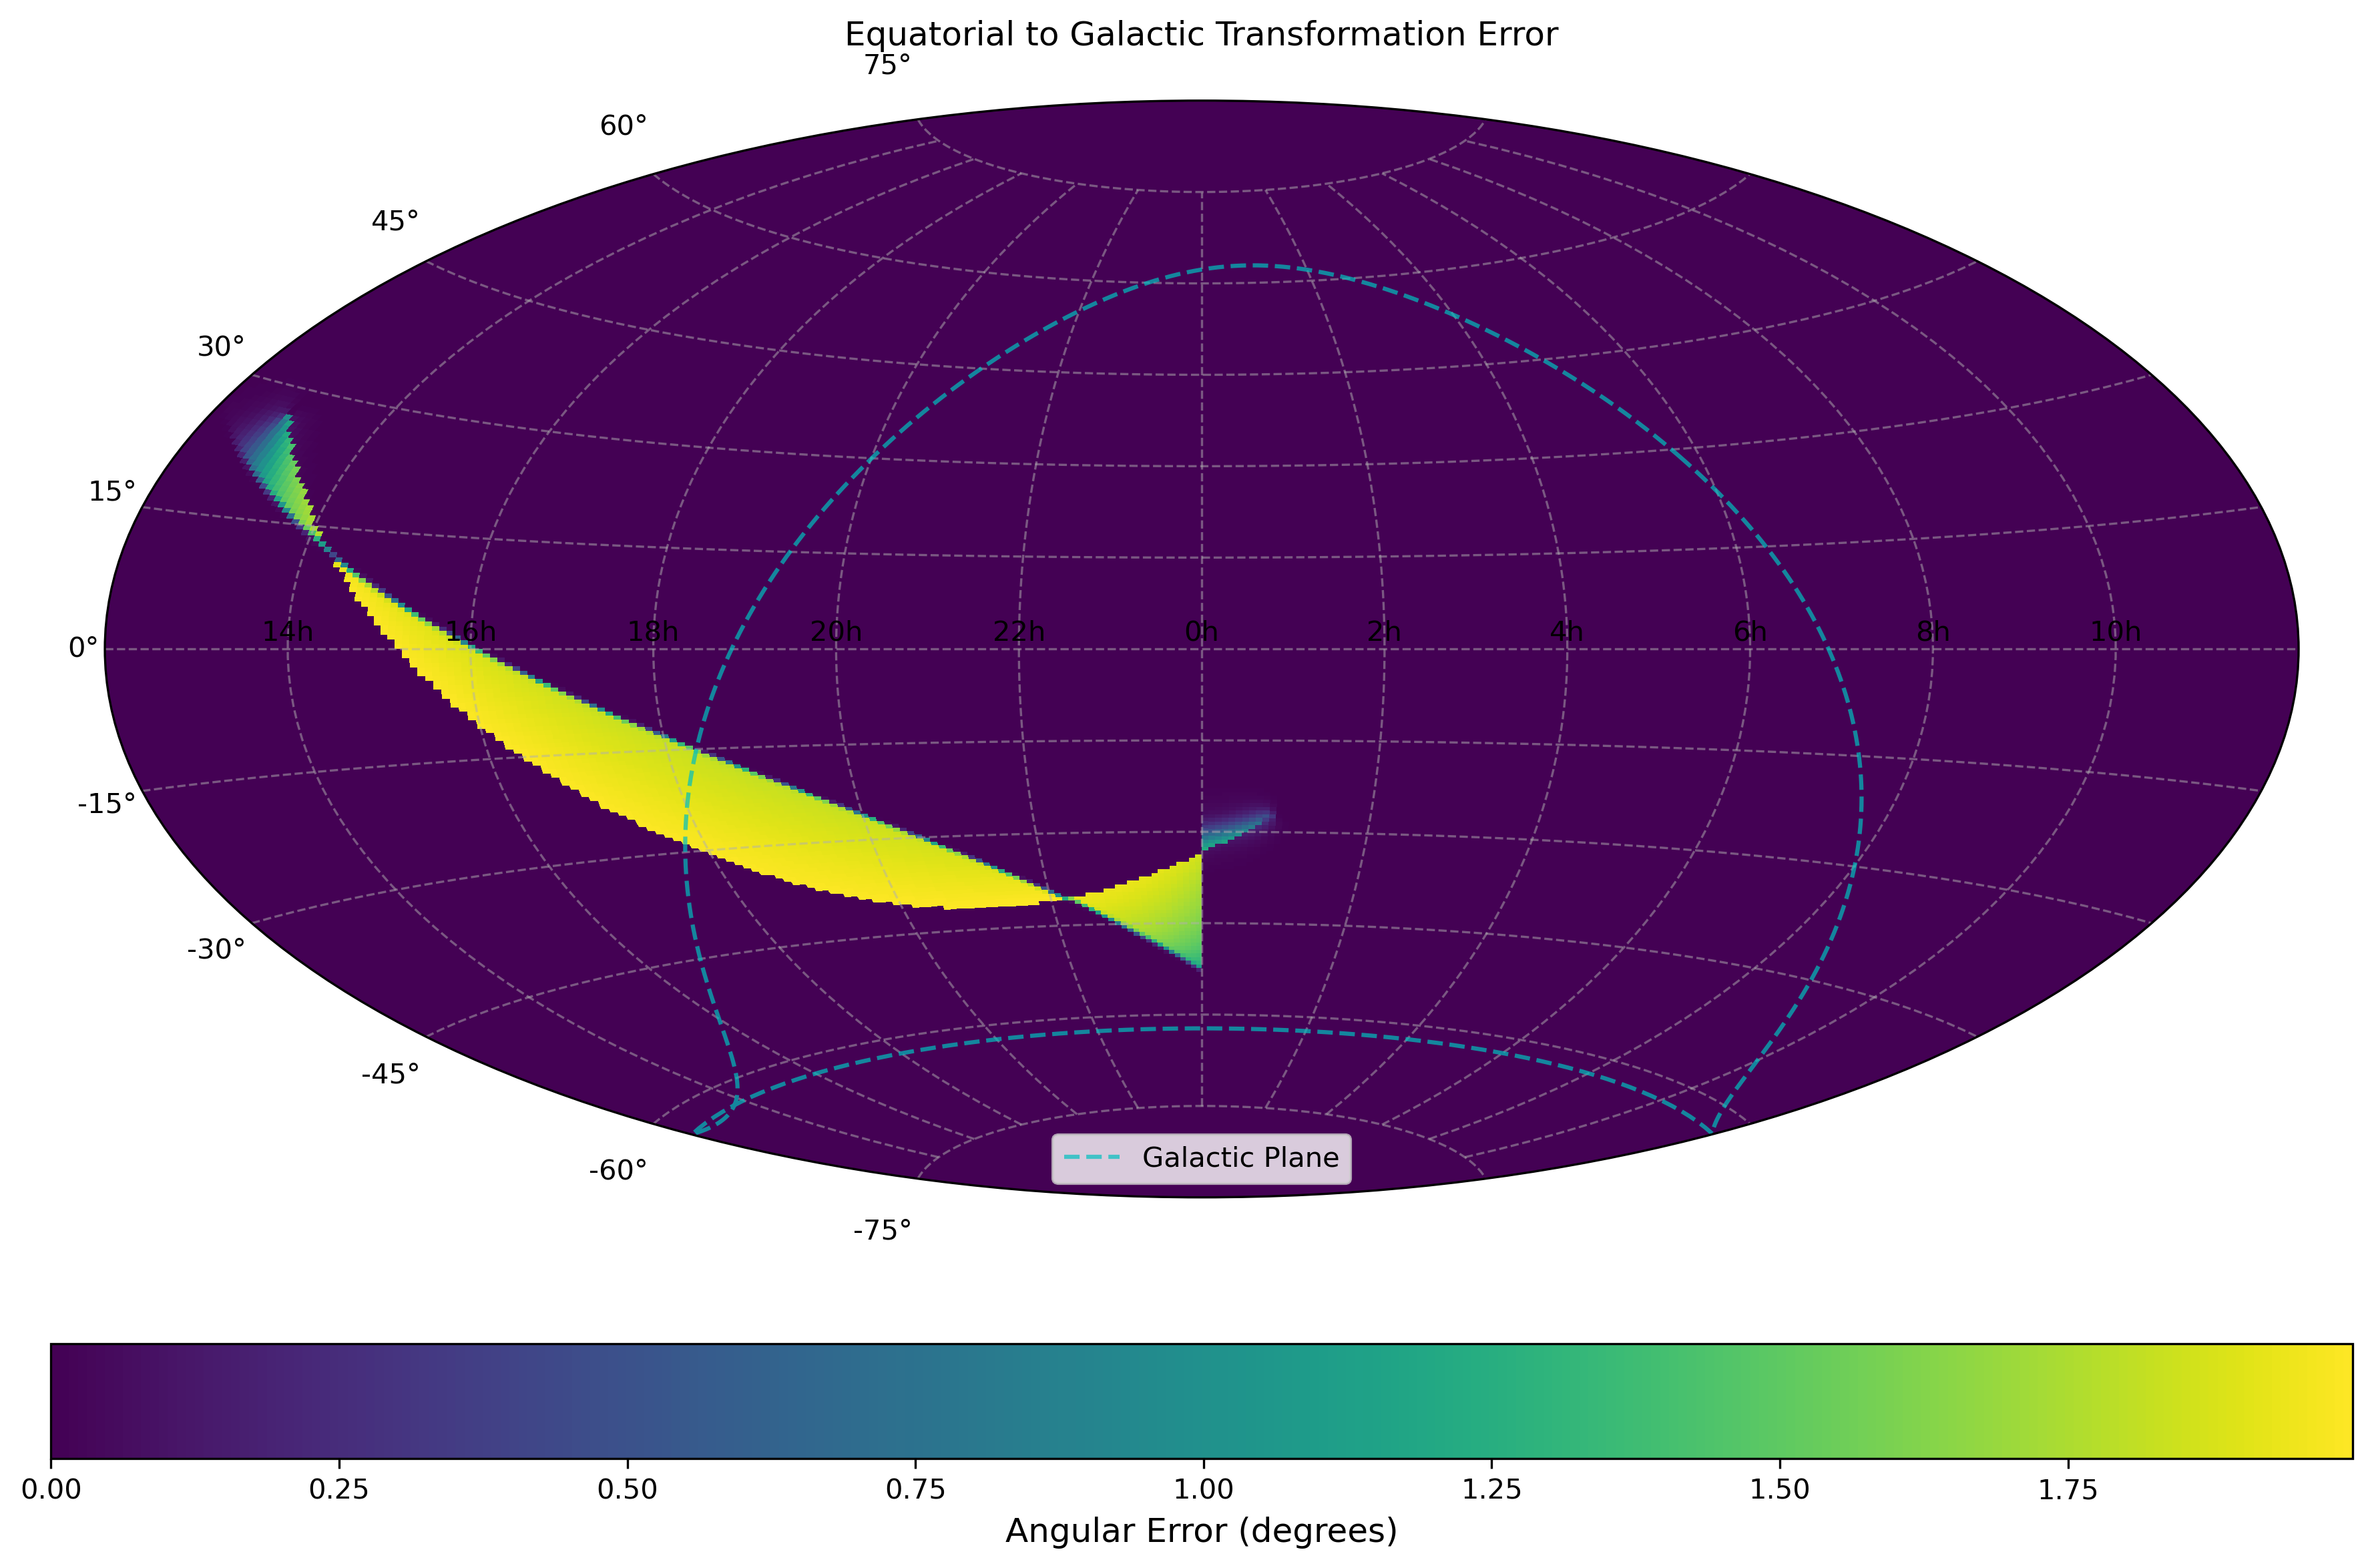 Equatorial to Galactic Transformation Error
75°
60°
45°
30°
15°
14h 16h 18h 20h 22h 0h 2h 4h 6h 8h 10h
0°
-15°
-30°
-45°
-60°
-75°
Galactic Plane
0.00 0.25 0.50 0.75 1.00 1.25 1.50 1.75
Angular Error (degrees)